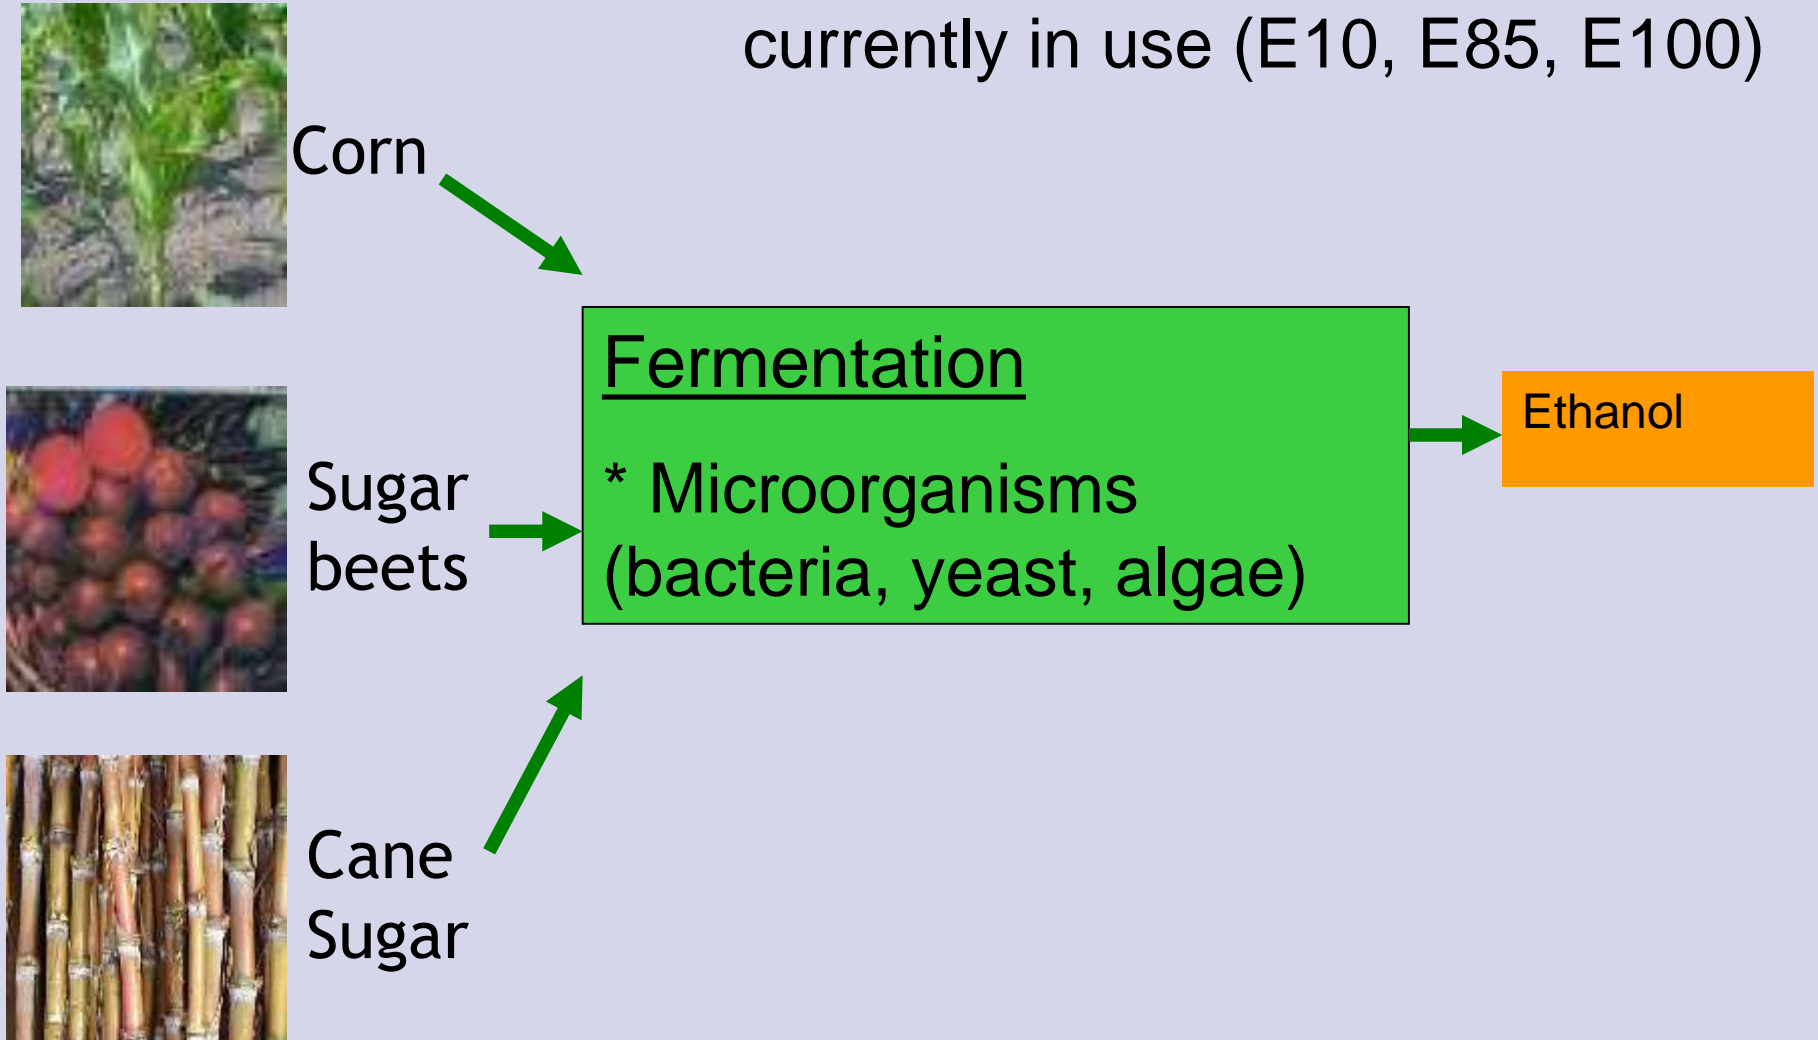 currently in use (E10, E85, E100)
Corn
Fermentation
* Microorganisms
(bacteria, yeast, algae)
Ethanol
Sugar
beets
Cane
Sugar